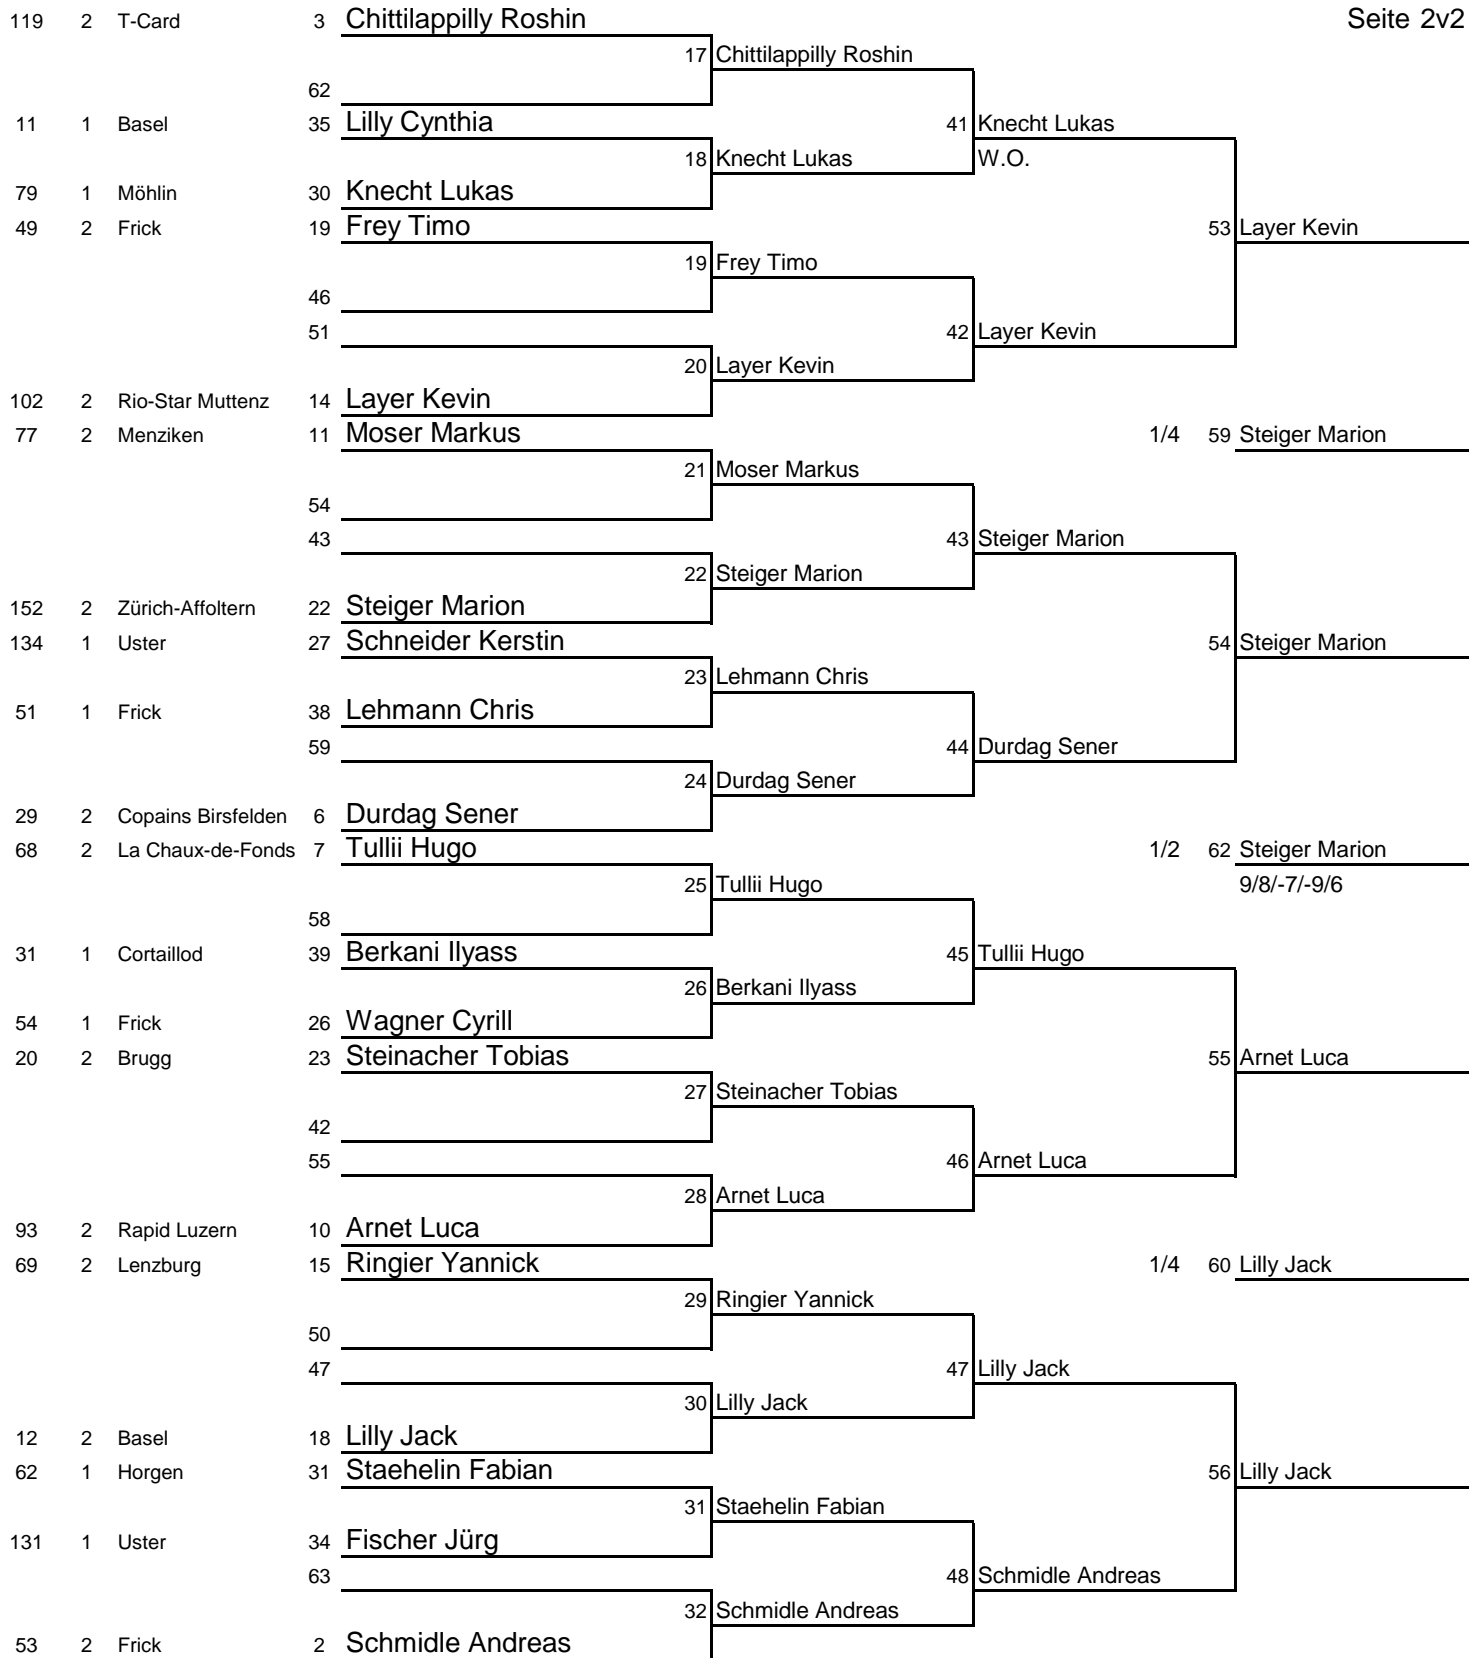 119 2 T-Card 3 Chittilappilly Roshin Seite 2v2
17 Chittilappilly Roshin
62
11 1 Basel 35 Lilly Cynthia 41 Knecht Lukas
18 Knecht Lukas W.O.
79 1 Möhlin 30 Knecht Lukas
49 2 Frick 19 Frey Timo 53 Layer Kevin
19 Frey Timo
46
51 42 Layer Kevin
20 Layer Kevin
102 2 Rio-Star Muttenz 14 Layer Kevin
77 2 Menziken 11 Moser Markus 1/4 59 Steiger Marion
21 Moser Markus
54
43 43 Steiger Marion
22 Steiger Marion
152 2 Zürich-Affoltern 22 Steiger Marion
134 1 Uster 27 Schneider Kerstin 54 Steiger Marion
23 Lehmann Chris
51 1 Frick 38 Lehmann Chris
59 44 Durdag Sener
24 Durdag Sener
29 2 Copains Birsfelden 6 Durdag Sener
68 2 La Chaux-de-Fonds 7 Tullii Hugo 1/2 62 Steiger Marion
25 Tullii Hugo 9/8/-7/-9/6
58
31 1 Cortaillod 39 Berkani Ilyass 45 Tullii Hugo
26 Berkani Ilyass
54 1 Frick 26 Wagner Cyrill
20 2 Brugg 23 Steinacher Tobias 55 Arnet Luca
27 Steinacher Tobias
42
55 46 Arnet Luca
28 Arnet Luca
93 2 Rapid Luzern 10 Arnet Luca
69 2 Lenzburg 15 Ringier Yannick 1/4 60 Lilly Jack
29 Ringier Yannick
50
47 47 Lilly Jack
30 Lilly Jack
12 2 Basel 18 Lilly Jack
62 1 Horgen 31 Staehelin Fabian 56 Lilly Jack
31 Staehelin Fabian
131 1 Uster 34 Fischer Jürg
63 48 Schmidle Andreas
32 Schmidle Andreas
53 2 Frick 2 Schmidle Andreas